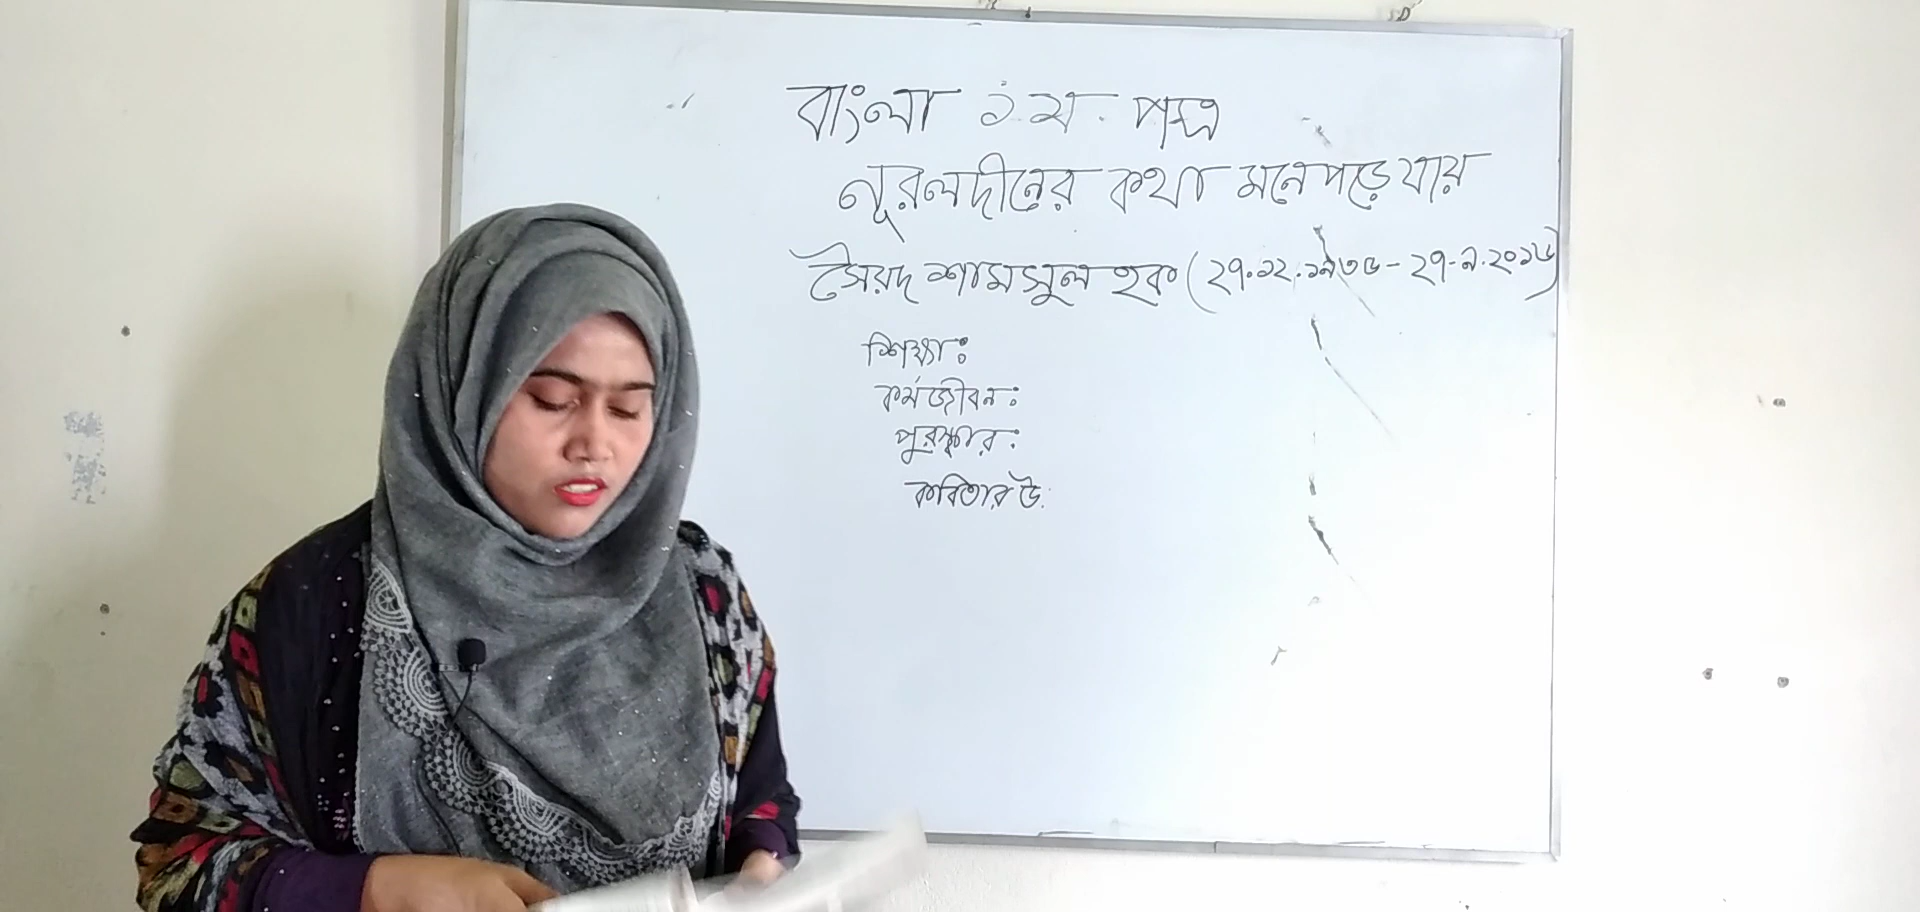 বাংলা ১ম পত্র
নূরলদীনের কথা মনে পড়ে যায়
সৈয়দ শামসুল হক (২৭.১২.১৯৩৫- ২৭-৯-২০১৬)
শিক্ষাঃ
কর্মজীবনঃ
পুরস্কারঃ
কবিতার উ: